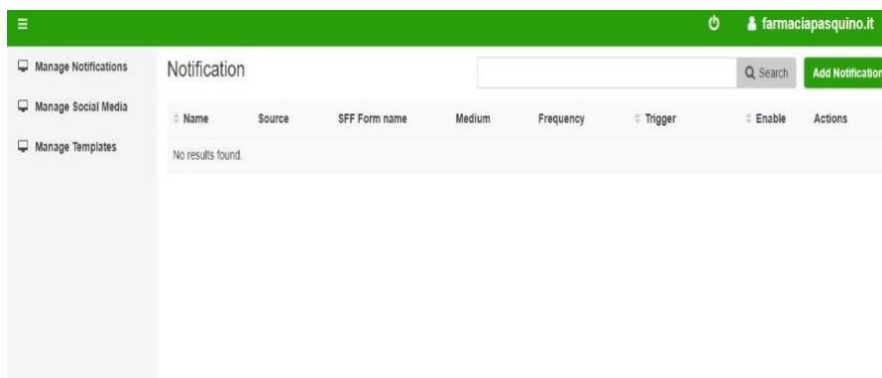 farmaciapasquino.it
Manage Notifications
Manage Social Media
Manage Templates
Notification
Search
Add Notification
Name Source SFF Form name Medium Frequency Trigger Enable Actions
No results found.